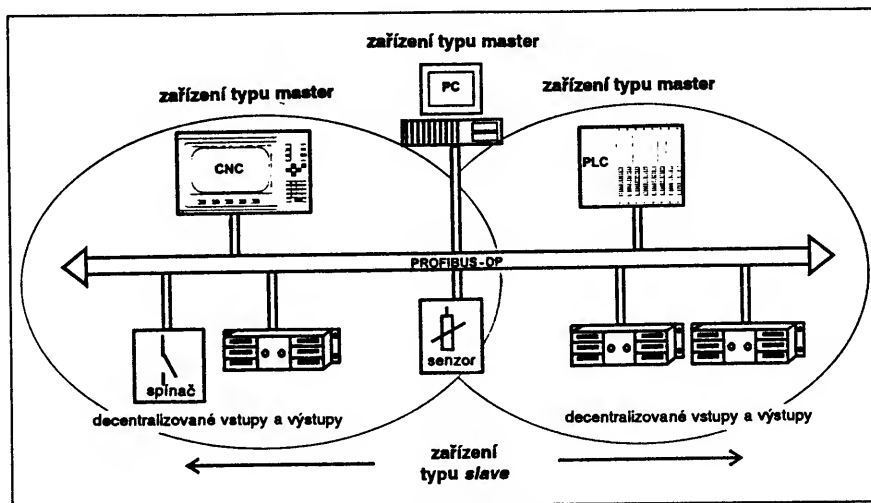 zařízení typu master
zařízení typu master
zařízení typu master
PC
CNC
PLC
PROFIBUS-DP
spínač
senzor
decentralizované vstupy a výstupy
decentralizované vstupy a výstupy
zařízení
typu slave